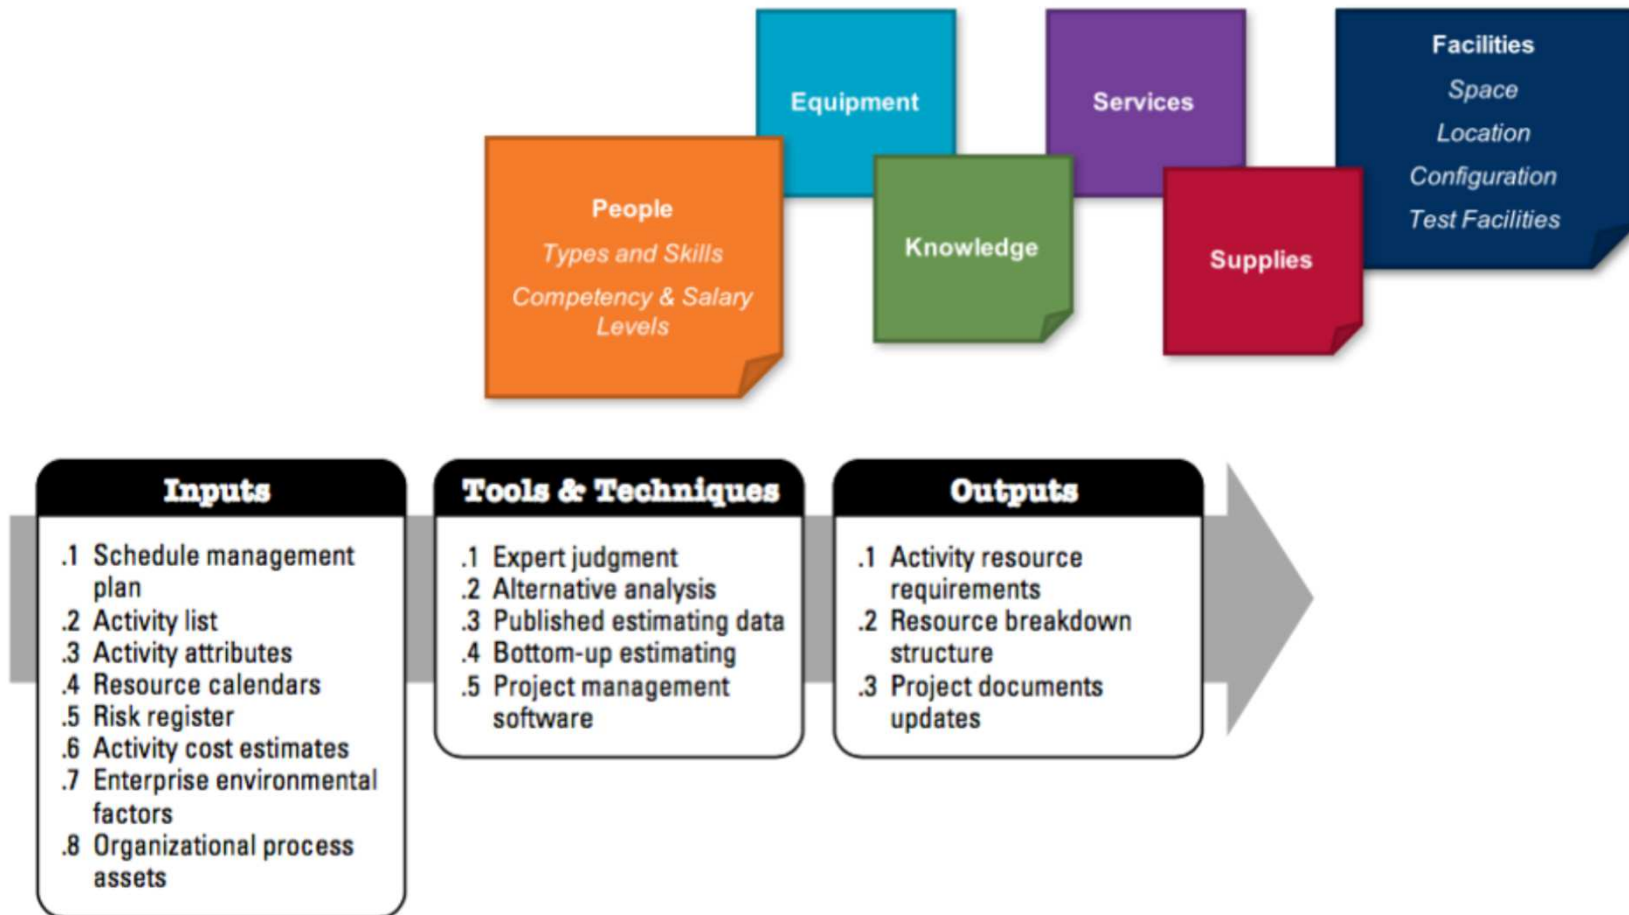 Equipment
Services
Facilities
Space
Location
Configuration
Test Facilities
People
Types and Skills
Competency & Salary
Levels
Knowledge
Supplies
Inputs
.1 Schedule management
plan
.2 Activity list
.3 Activity attributes
.4 Resource calendars
.5 Risk register
.6 Activity cost estimates
.7 Enterprise environmental
factors
.8 Organizational process
assets
Tools & Techniques
.1 Expert judgment
.2 Alternative analysis
.3 Published estimating data
.4 Bottom-up estimating
.5 Project management
software
Outputs
.1 Activity resource
requirements
.2 Resource breakdown
structure
.3 Project documents
updates